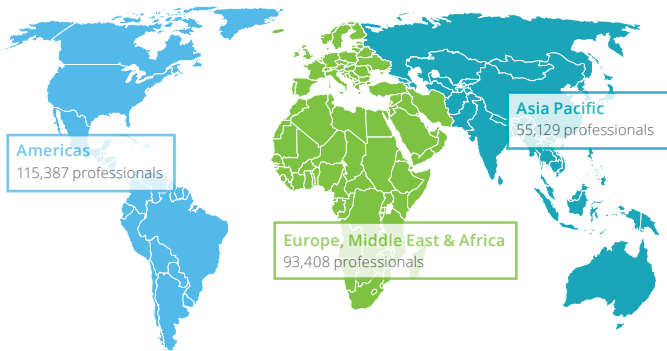 Americas
115,387 professionals
Europe, Middle East & Africa
93,408 professionals
Asia Pacific
55,129 professionals